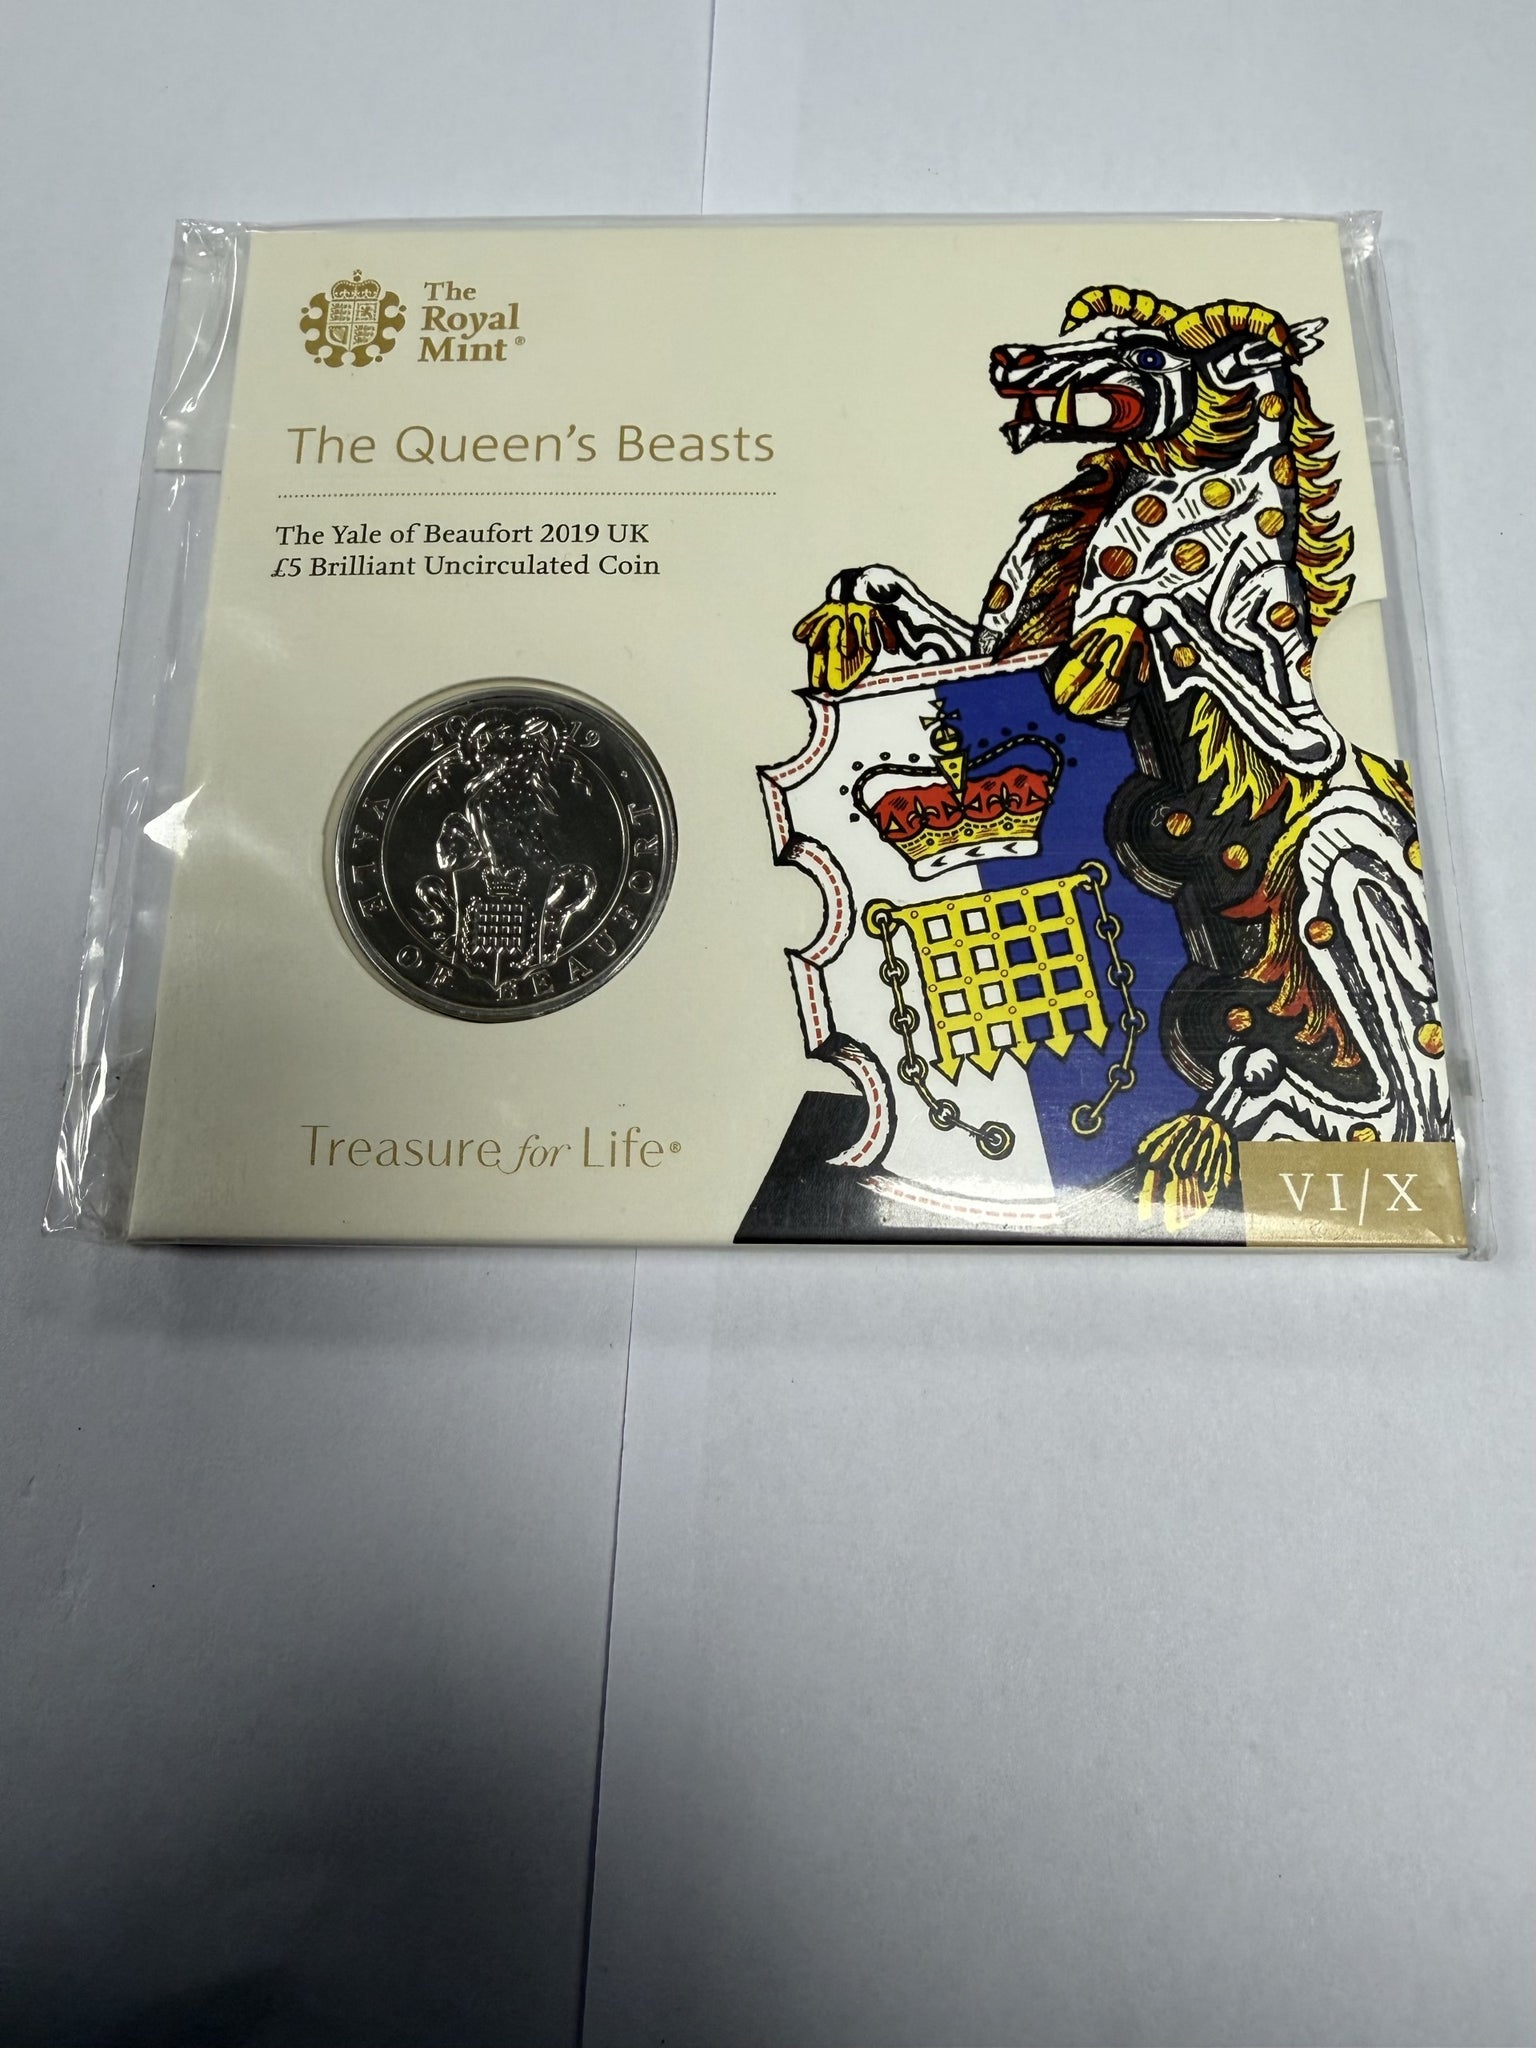 The
Royal
Mint®
The Queen's Beasts
The Yale of Beaufort 2019 UK
£5 Brilliant Uncirculated Coin
2019
YALE OF BEAUFORT
Treasure for Life®
VI/X